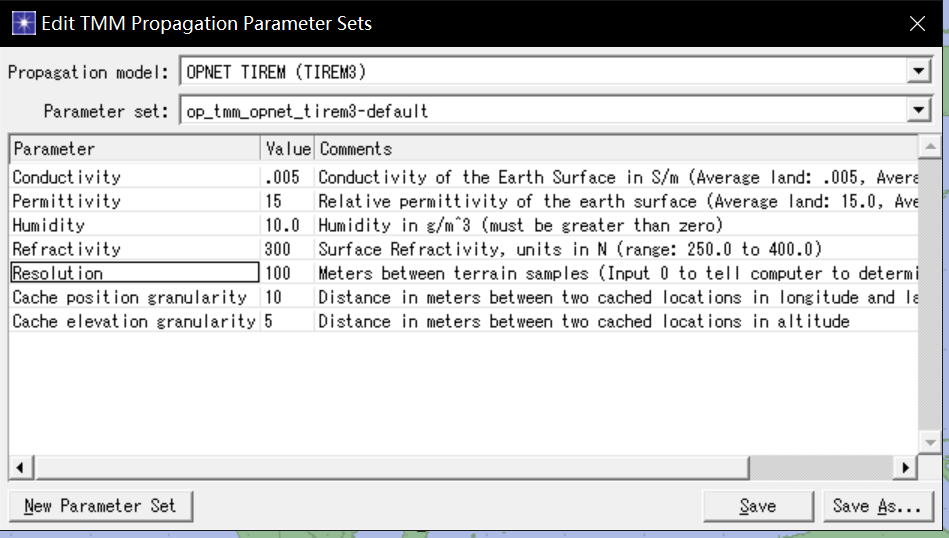 Edit TMM Propagation Parameter Sets
Propagation model: OPNET TIREM (TIREM3)
Parameter set: op_tmm_opnet_tirem3-default
Parameter Value Comments
Conductivity .005 Conductivity of the Earth Surface in S/m (Average land: .005, Avera
Permittivity 15 Relative permittivity of the earth surface (Average land: 15.0, Ave
Humidity 10.0 Humidity in g/m^3 (must be greater than zero)
Refractivity 300 Surface Refractivity, units in N (range: 250.0 to 400.0)
Resolution 100 Meters between terrain samples (Input 0 to tell computer to determi
Cache position granularity 10 Distance in meters between two cached locations in longitude and la
Cache elevation granularity 5 Distance in meters between two cached locations in altitude
New Parameter Set Save Save As...